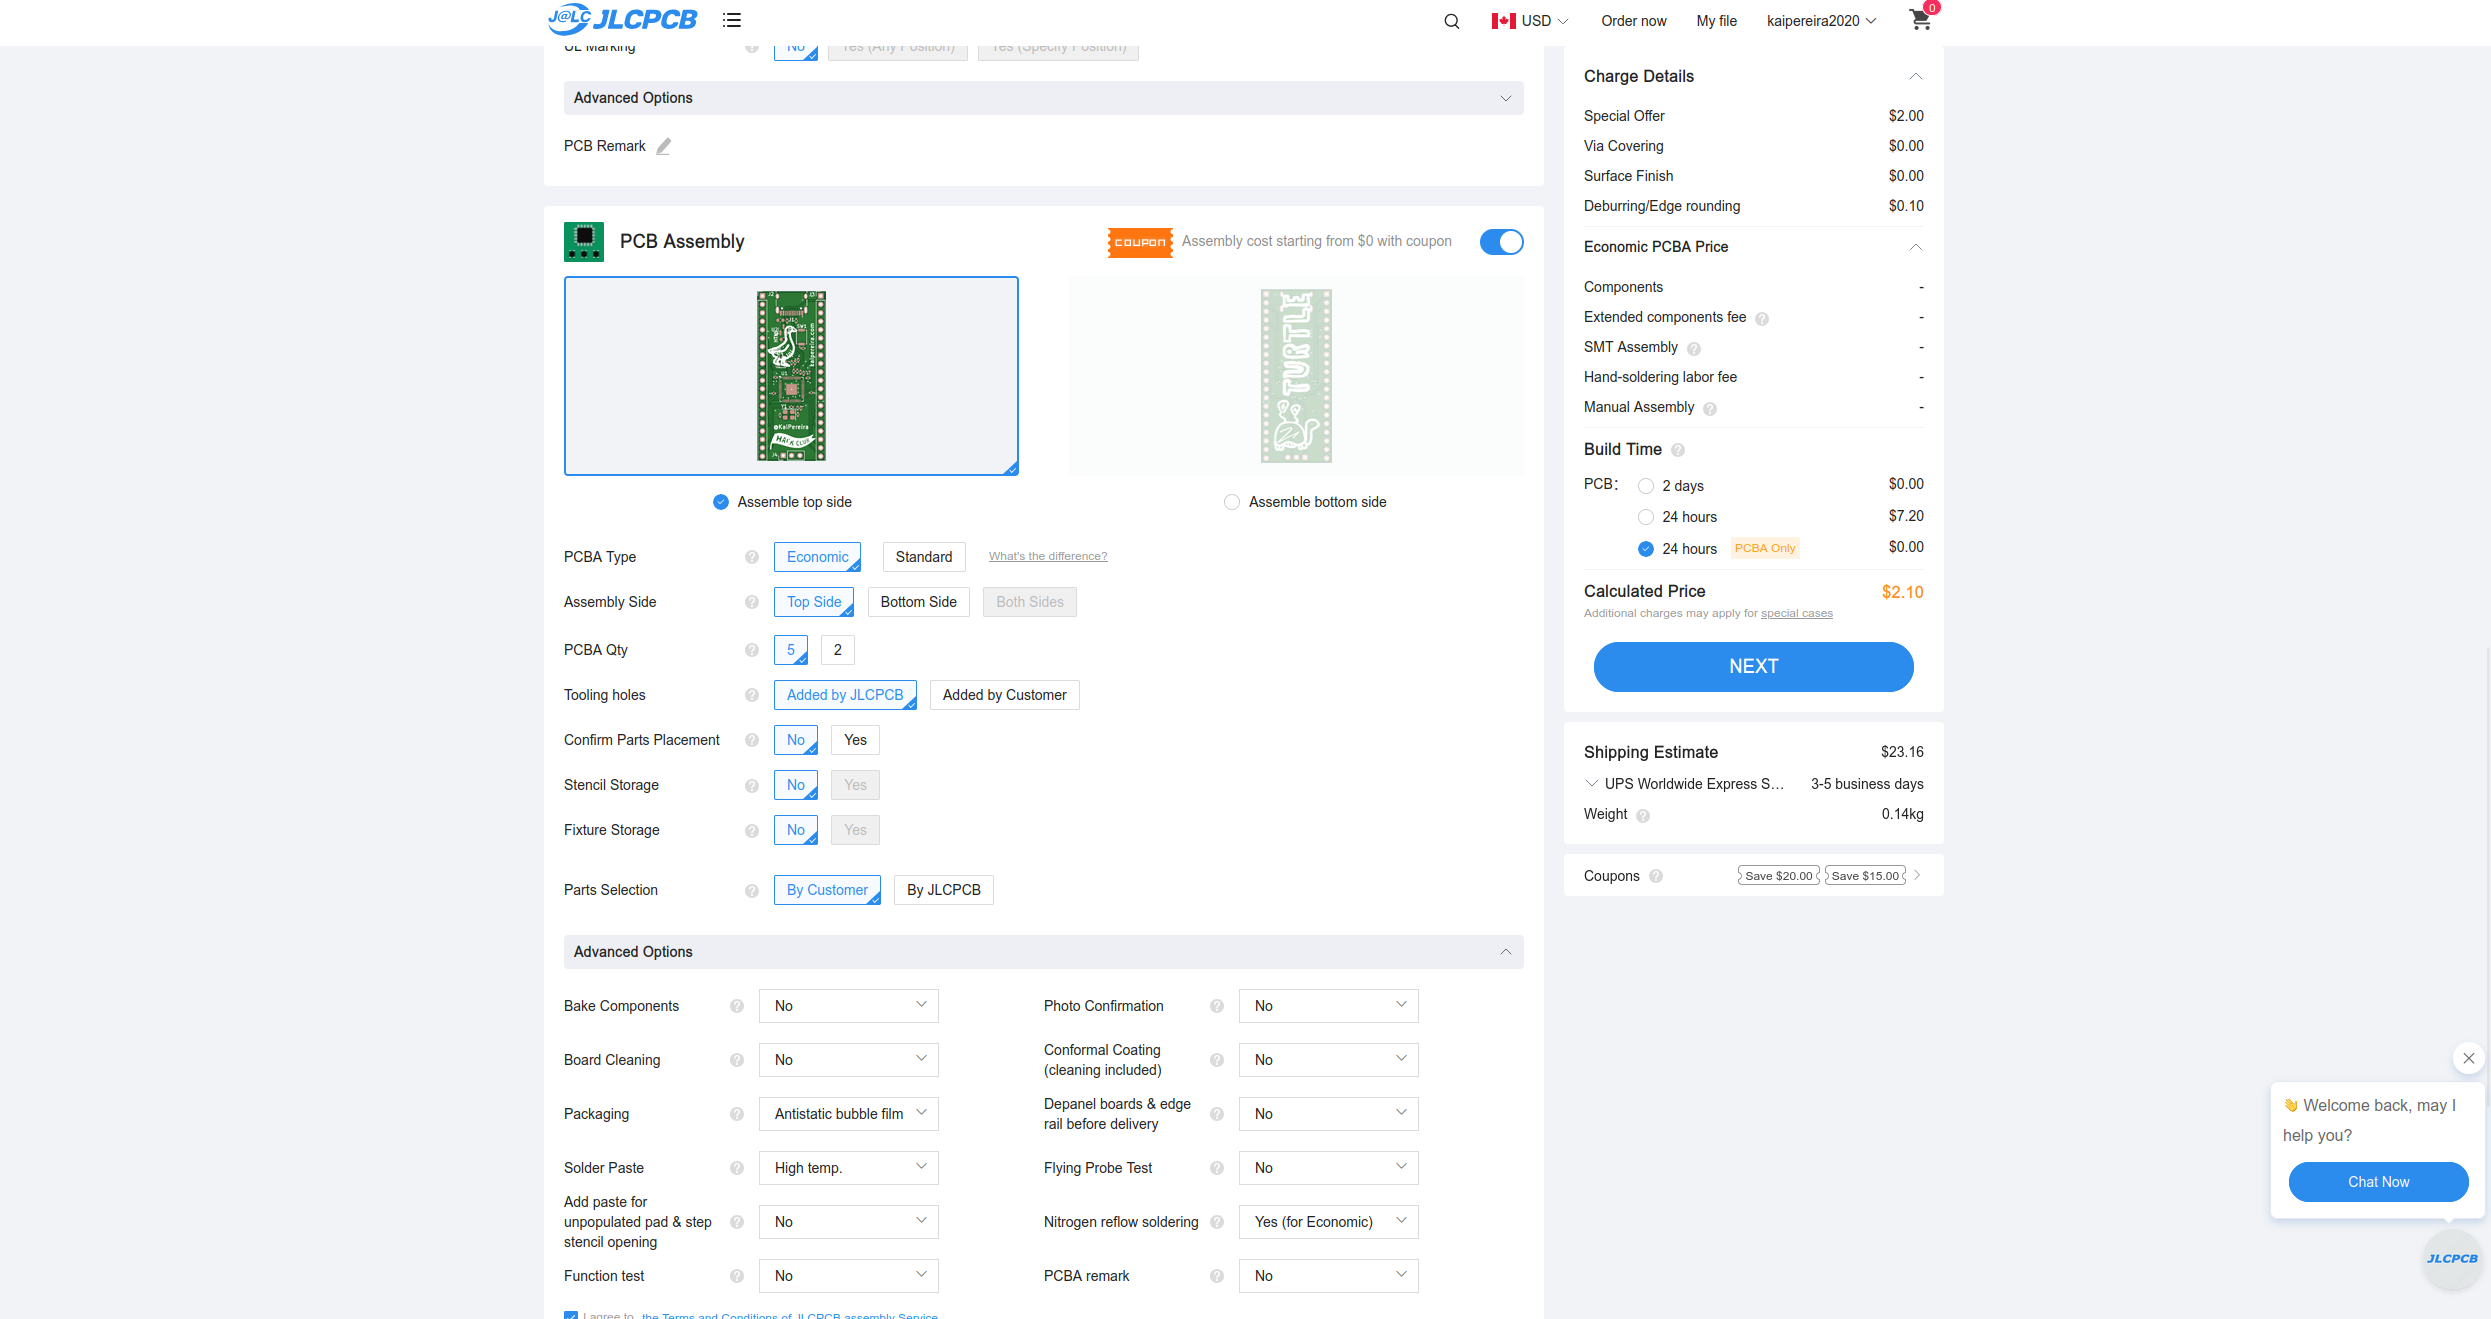 J@LC JLCPCB
USD
Order now
My file
kaipereira2020
0
UL Marking
No
Yes (Any Position)
Yes (Specify Position)
Advanced Options
PCB Remark
PCB Assembly
COUPON
Assembly cost starting from $0 with coupon
kaipereira.com
U1
Y1
@KaiPereira
HACK CLUB
J4
TURTLE
Assemble top side
Assemble bottom side
PCBA Type
Economic
Standard
What's the difference?
Assembly Side
Top Side
Bottom Side
Both Sides
PCBA Qty
5
2
Tooling holes
Added by JLCPCB
Added by Customer
Confirm Parts Placement
No
Yes
Stencil Storage
No
Yes
Fixture Storage
No
Yes
Parts Selection
By Customer
By JLCPCB
Advanced Options
Bake Components
No
Photo Confirmation
No
Board Cleaning
No
Conformal Coating
(cleaning included)
No
Packaging
Antistatic bubble film
Depanel boards & edge
rail before delivery
No
Solder Paste
High temp.
Flying Probe Test
No
Add paste for
unpopulated pad & step
stencil opening
No
Nitrogen reflow soldering
Yes (for Economic)
Function test
No
PCBA remark
No
I agree to the Terms and Conditions of JLCPCB assembly Service
Charge Details
Special Offer
$2.00
Via Covering
$0.00
Surface Finish
$0.00
Deburring/Edge rounding
$0.10
Economic PCBA Price
Components
-
Extended components fee
-
SMT Assembly
-
Hand-soldering labor fee
-
Manual Assembly
-
Build Time
PCB:
2 days
$0.00
24 hours
$7.20
24 hours
PCBA Only
$0.00
Calculated Price
$2.10
Additional charges may apply for special cases
NEXT
Shipping Estimate
$23.16
UPS Worldwide Express S...
3-5 business days
Weight
0.14kg
Coupons
Save $20.00
Save $15.00
👋 Welcome back, may I
help you?
Chat Now
JLCPCB